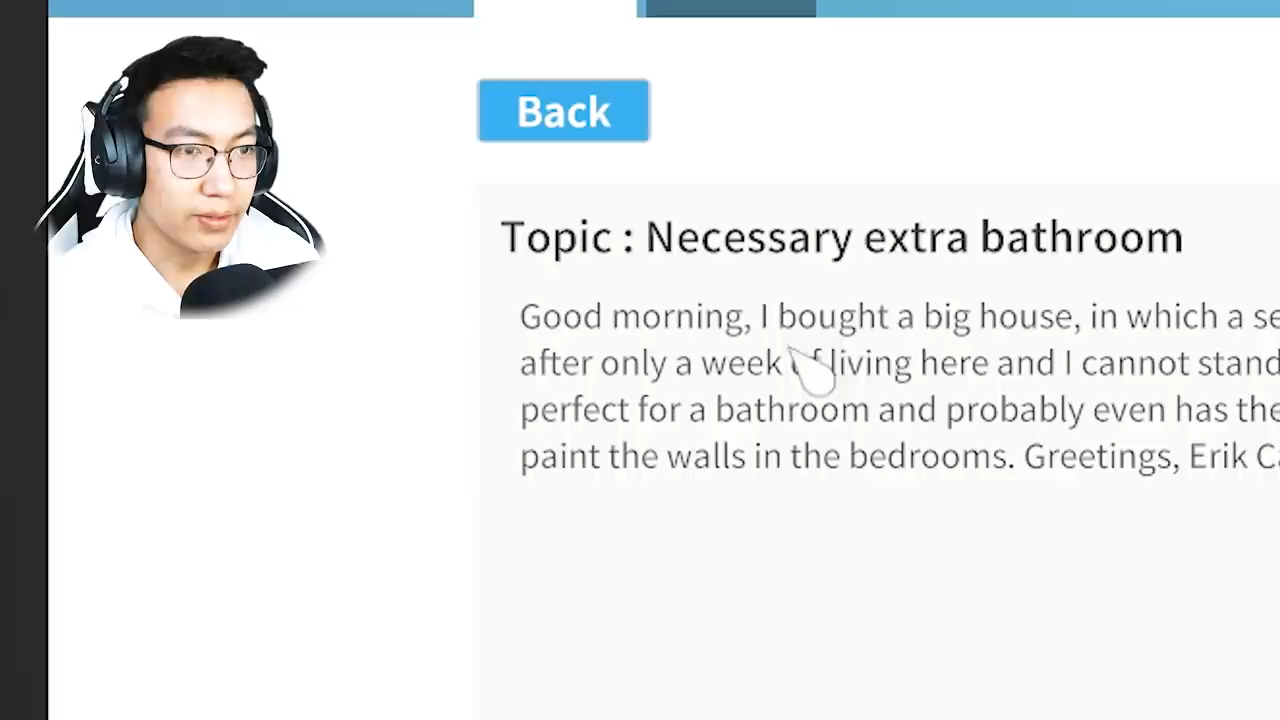 Back
Topic : Necessary extra bathroom
Good morning, I bought a big house, in which a
after only a week of living here and I cannot stand
perfect for a bathroom and probably even has the
paint the walls in the bedrooms. Greetings, Erik